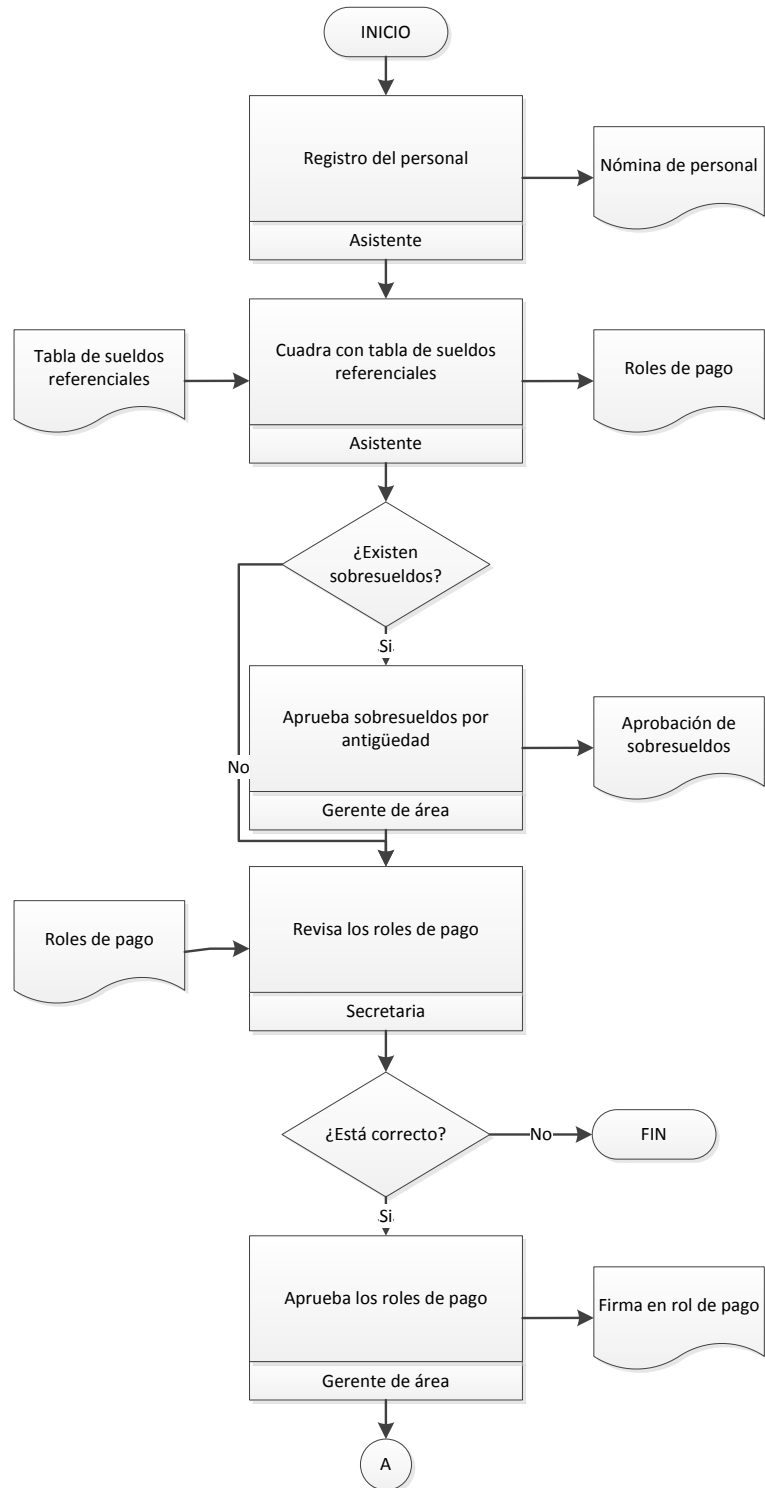 INICIO
Registro del personal
Asistente
Nómina de personal
Tabla de sueldos
referenciales
Cuadra con tabla de sueldos
referenciales
Asistente
Roles de pago
¿Existen
sobresueldos?
Si
No
Aprueba sobresueldos por
antigüedad
Gerente de área
Aprobación de
sobresueldos
Roles de pago
Revisa los roles de pago
Secretaria
¿Está correcto?
No
FIN
Si
Aprueba los roles de pago
Gerente de área
Firma en rol de pago
A